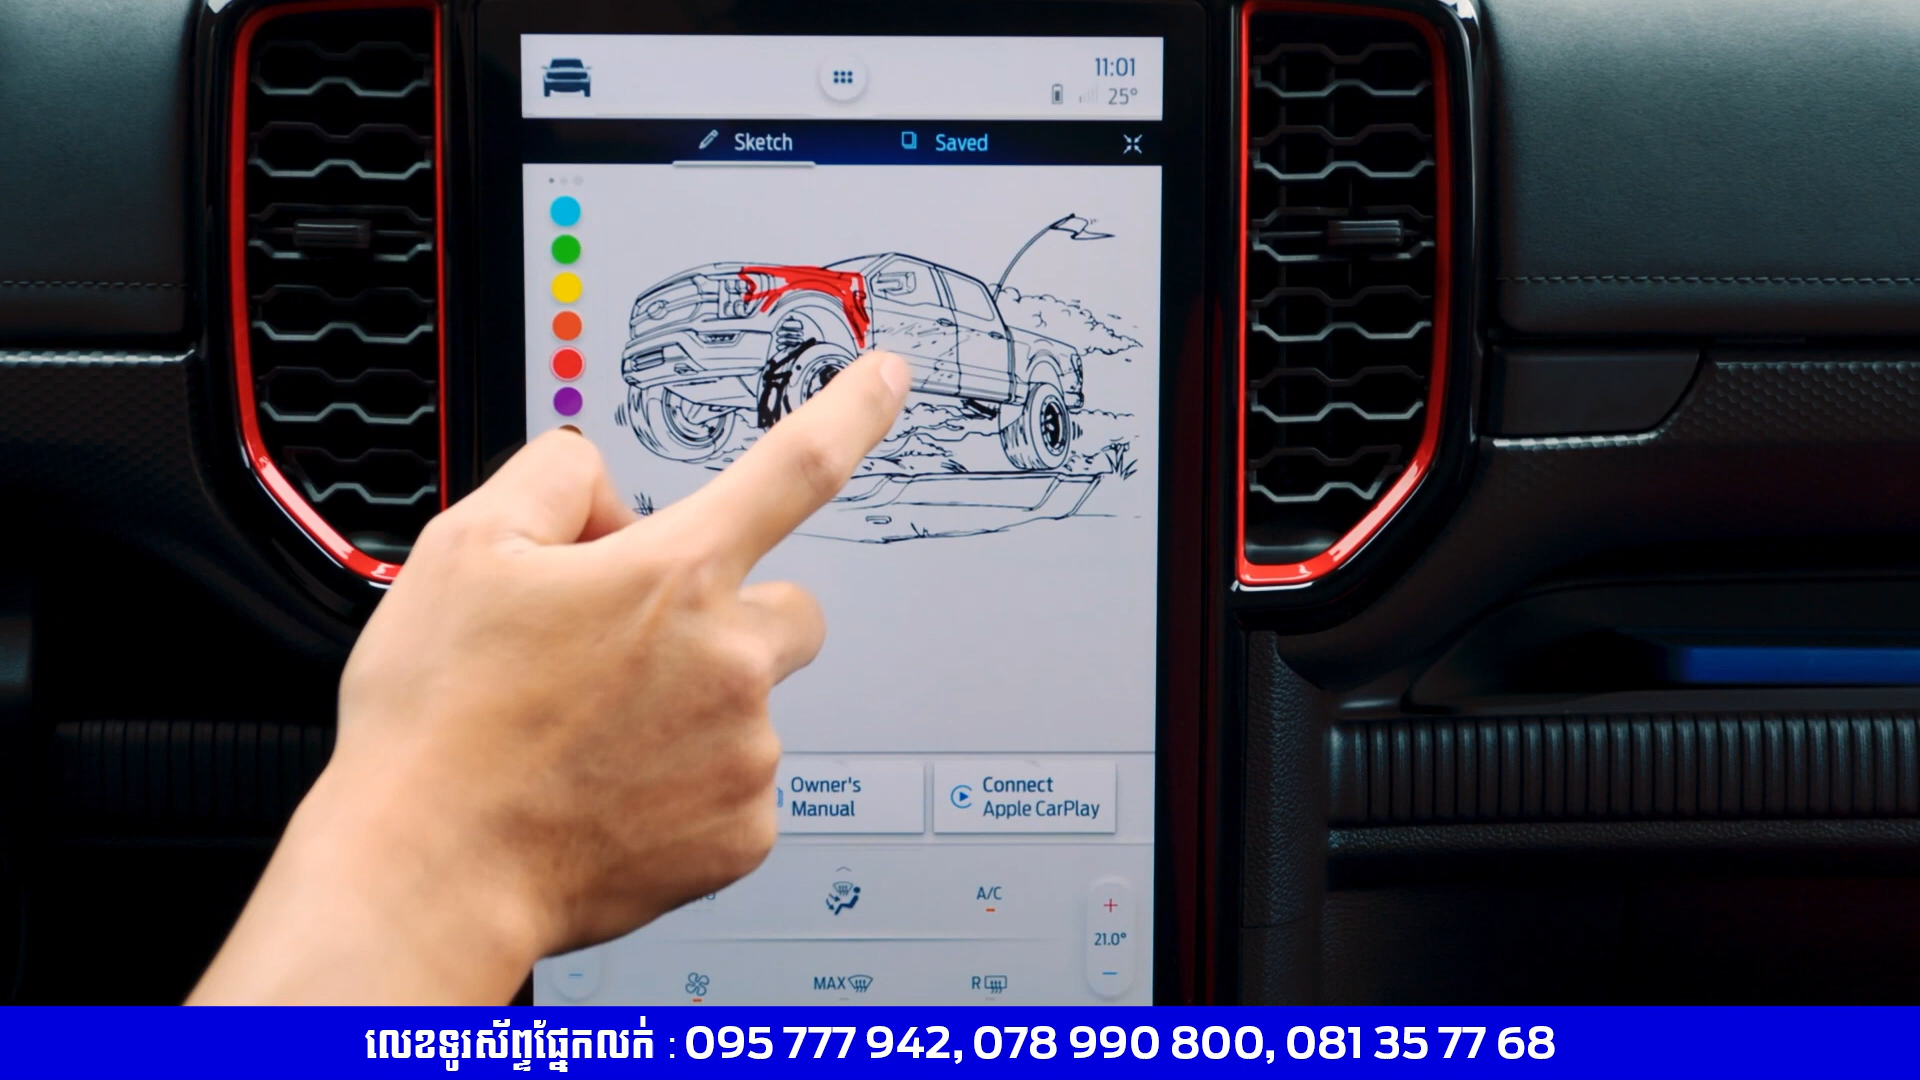 11:01
25°
Sketch
Saved
Owner's
Manual
Connect
Apple CarPlay
A/C
21.0°
MAX
R
លេខទូរស័ព្ទផ្នែកលក់ : 095 777 942, 078 990 800, 081 35 77 68